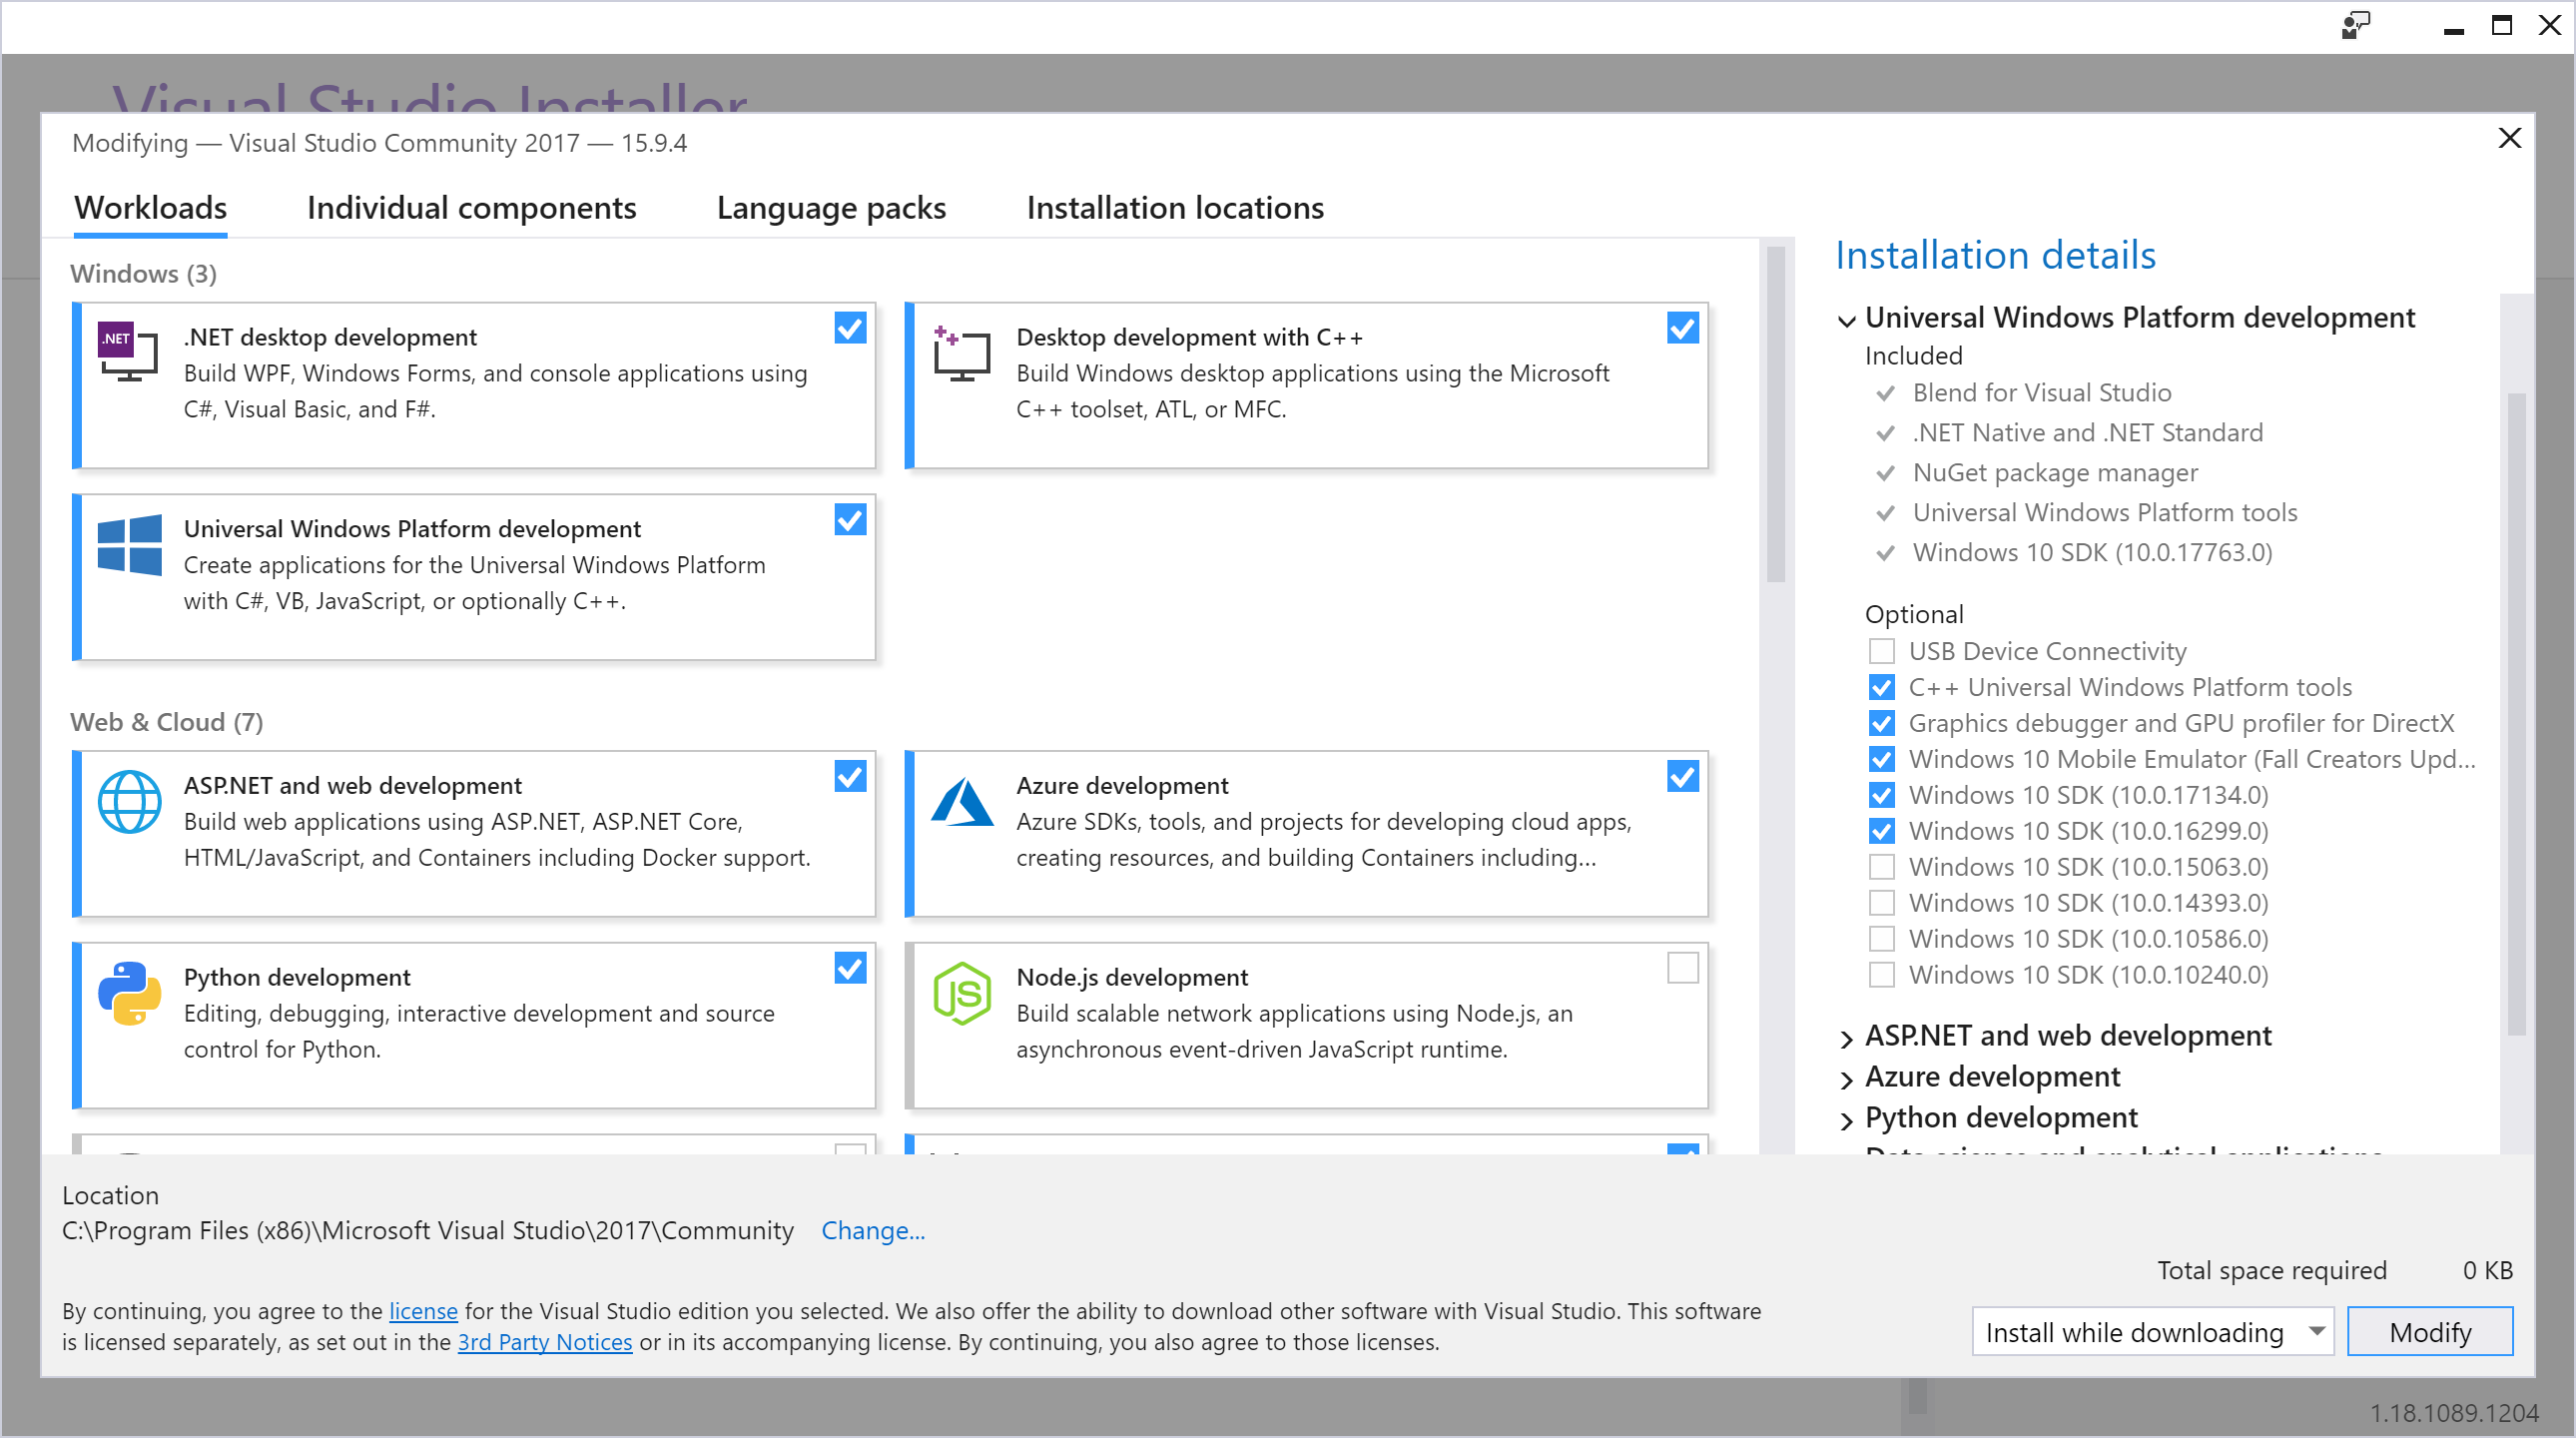 Visual Studio Installer
Modifying — Visual Studio Community 2017 — 15.9.4
Workloads
Individual components
Language packs
Installation locations
Windows (3)
.NET
.NET desktop development
Build WPF, Windows Forms, and console applications using
C#, Visual Basic, and F#.
Desktop development with C++
Build Windows desktop applications using the Microsoft
C++ toolset, ATL, or MFC.
Universal Windows Platform development
Create applications for the Universal Windows Platform
with C#, VB, JavaScript, or optionally C++.
Web & Cloud (7)
ASP.NET and web development
Build web applications using ASP.NET, ASP.NET Core,
HTML/JavaScript, and Containers including Docker support.
Azure development
Azure SDKs, tools, and projects for developing cloud apps,
creating resources, and building Containers including...
Python development
Editing, debugging, interactive development and source
control for Python.
JS
Node.js development
Build scalable network applications using Node.js, an
asynchronous event-driven JavaScript runtime.
Installation details
Universal Windows Platform development
Included
Blend for Visual Studio
.NET Native and .NET Standard
NuGet package manager
Universal Windows Platform tools
Windows 10 SDK (10.0.17763.0)
Optional
USB Device Connectivity
C++ Universal Windows Platform tools
Graphics debugger and GPU profiler for DirectX
Windows 10 Mobile Emulator (Fall Creators Upd...
Windows 10 SDK (10.0.17134.0)
Windows 10 SDK (10.0.16299.0)
Windows 10 SDK (10.0.15063.0)
Windows 10 SDK (10.0.14393.0)
Windows 10 SDK (10.0.10586.0)
Windows 10 SDK (10.0.10240.0)
ASP.NET and web development
Azure development
Python development
Data science and analytical applications
Location
C:\Program Files (x86)\Microsoft Visual Studio\2017\Community Change...
Total space required 0 KB
By continuing, you agree to the license for the Visual Studio edition you selected. We also offer the ability to download other software with Visual Studio. This software
is licensed separately, as set out in the 3rd Party Notices or in its accompanying license. By continuing, you also agree to those licenses.
Install while downloading
Modify
1.18.1089.1204